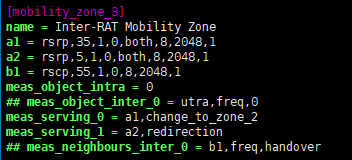 [mobility_zone_3]
name = Inter-RAT Mobility Zone
a1 = rsrp,35,1,0,both,8,2048,1
a2 = rsrp,5,1,0,both,8,2048,1
b1 = rscp,55,1,0,8,2048,1
meas_object_intra = 0
## meas_object_inter_0 = utra,freq,0
meas_serving_0 = a1,change_to_zone_2
meas_serving_1 = a2,redirection
## meas_neighbours_inter_0 = b1,freq,handover